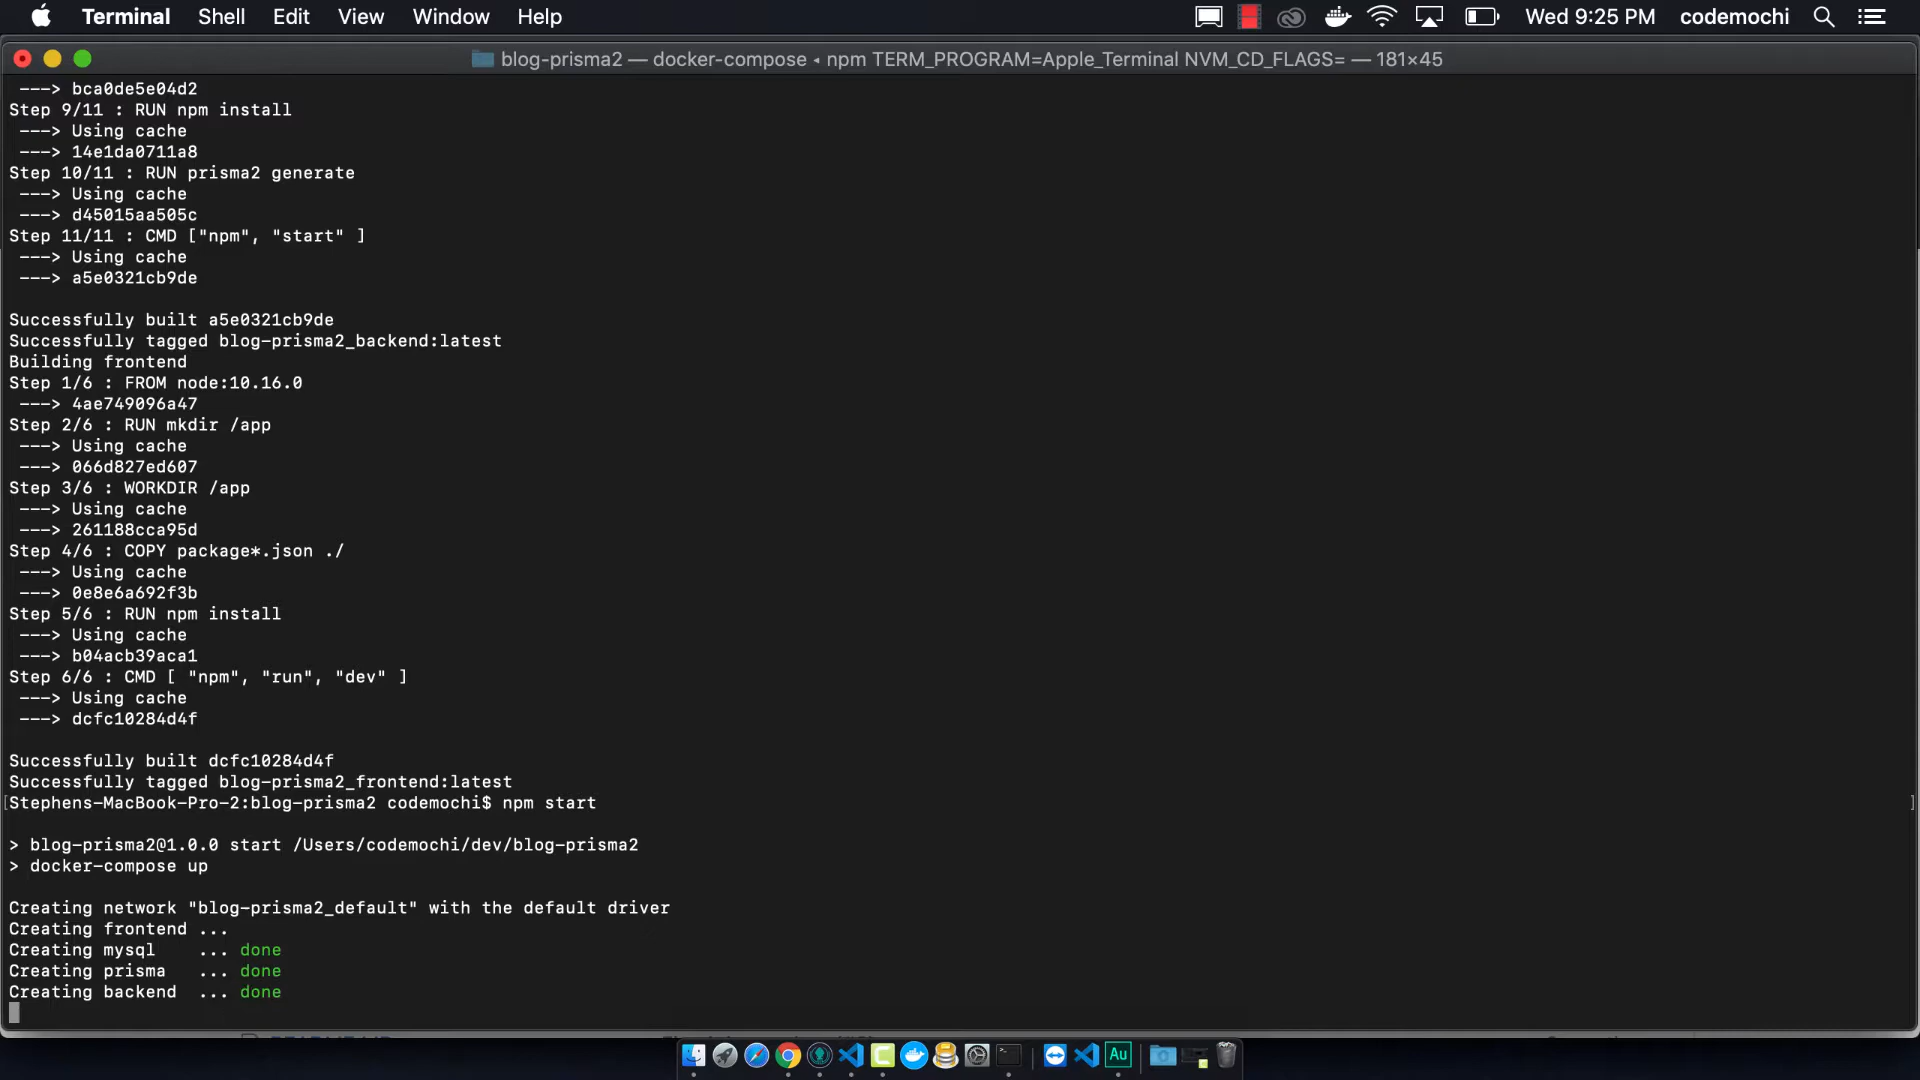 Terminal Shell Edit View Window Help Wed 9:25 PM codemochi
blog-prisma2 — docker-compose ◂ npm TERM_PROGRAM=Apple_Terminal NVM_CD_FLAGS= — 181×45
---> bca0de5e04d2
Step 9/11 : RUN npm install
---> Using cache
---> 14e1da0711a8
Step 10/11 : RUN prisma2 generate
---> Using cache
---> d45015aa505c
Step 11/11 : CMD ["npm", "start" ]
---> Using cache
---> a5e0321cb9de
Successfully built a5e0321cb9de
Successfully tagged blog-prisma2_backend:latest
Building frontend
Step 1/6 : FROM node:10.16.0
---> 4ae749096a47
Step 2/6 : RUN mkdir /app
---> Using cache
---> 066d827ed607
Step 3/6 : WORKDIR /app
---> Using cache
---> 261188cca95d
Step 4/6 : COPY package*.json ./
---> Using cache
---> 0e8e6a692f3b
Step 5/6 : RUN npm install
---> Using cache
---> b04acb39aca1
Step 6/6 : CMD [ "npm", "run", "dev" ]
---> Using cache
---> dcfc10284d4f
Successfully built dcfc10284d4f
Successfully tagged blog-prisma2_frontend:latest
[Stephens-MacBook-Pro-2:blog-prisma2 codemochi$ npm start ]
> blog-prisma2@1.0.0 start /Users/codemochi/dev/blog-prisma2
> docker-compose up
Creating network "blog-prisma2_default" with the default driver
Creating frontend ...
Creating mysql ... done
Creating prisma ... done
Creating backend ... done
Au